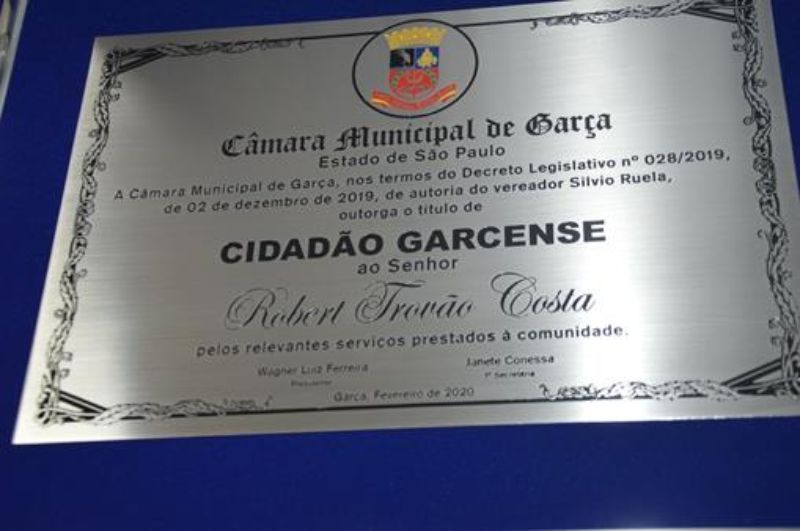 Câmara Municipal de Garça
Estado de São Paulo
A Câmara Municipal de Garça, nos termos do Decreto Legislativo nº 028/2019,
de 02 de dezembro de 2019, de autoria do vereador Silvio Ruela,
outorga o título de
CIDADÃO GARCENSE
ao Senhor
Robert Trovão Costa
pelos relevantes serviços prestados à comunidade.
Wagner Luiz Ferreira
Presidente
Janete Conessa
1ª Secretária
Garça, Fevereiro de 2020